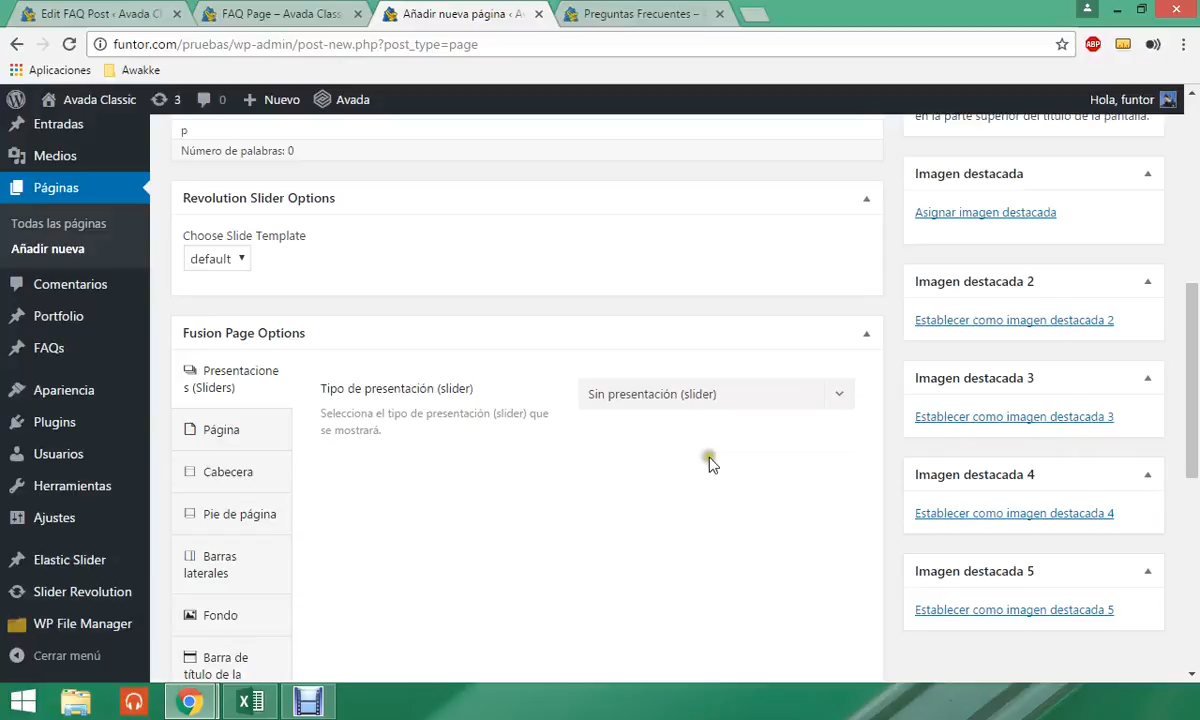 Edit FAQ Post ‹ Avada Cl
FAQ Page – Avada Class
Añadir nueva página ‹ A
Preguntas Frecuentes –
funtor.com/pruebas/wp-admin/post-new.php?post_type=page
ABP
Aplicaciones
Awakke
Avada Classic
3
0
Nuevo
Avada
Hola, funtor
Entradas
Medios
Páginas
Todas las páginas
Añadir nueva
Comentarios
Portfolio
FAQs
Apariencia
Plugins
Usuarios
Herramientas
Ajustes
Elastic Slider
Slider Revolution
WP File Manager
Cerrar menú
p
Número de palabras: 0
Revolution Slider Options
Choose Slide Template
default
Fusion Page Options
Presentacione
s (Sliders)
Página
Cabecera
Pie de página
Barras
laterales
Fondo
Barra de
título de la
Tipo de presentación (slider)
Selecciona el tipo de presentación (slider) que
se mostrará.
Sin presentación (slider)
en la parte superior del título de la pantalla.
Imagen destacada
Asignar imagen destacada
Imagen destacada 2
Establecer como imagen destacada 2
Imagen destacada 3
Establecer como imagen destacada 3
Imagen destacada 4
Establecer como imagen destacada 4
Imagen destacada 5
Establecer como imagen destacada 5